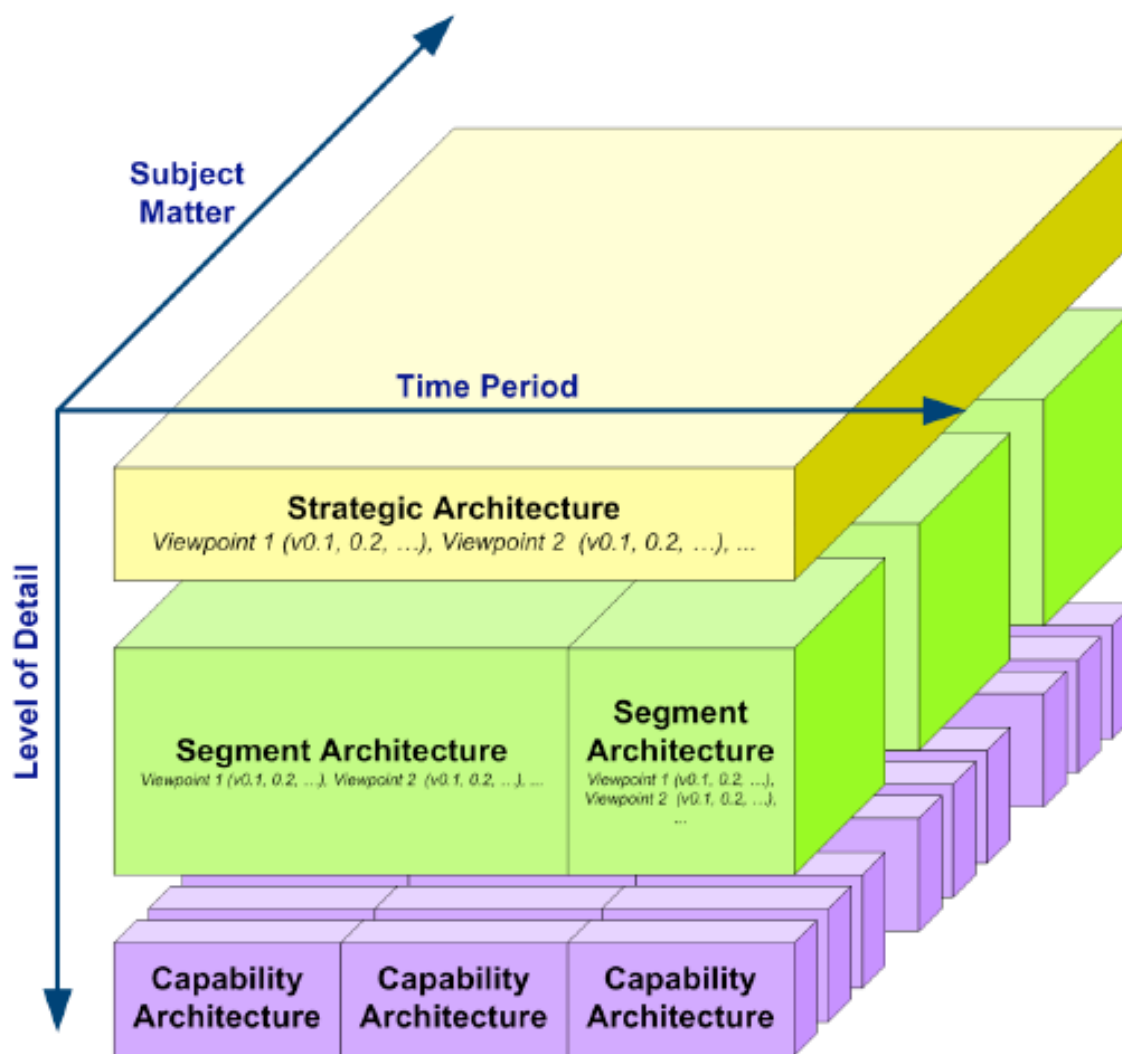 Subject
Matter
Time Period
Level of Detail
Strategic Architecture
Viewpoint 1 (v0.1, 0.2, …), Viewpoint 2 (v0.1, 0.2, …), ...
Segment Architecture
Viewpoint 1 (v0.1, 0.2, …), Viewpoint 2 (v0.1, 0.2, …), ...
Segment
Architecture
Viewpoint 1 (v0.1, 0.2, …),
Viewpoint 2 (v0.1, 0.2, …),
...
Capability
Architecture
Capability
Architecture
Capability
Architecture